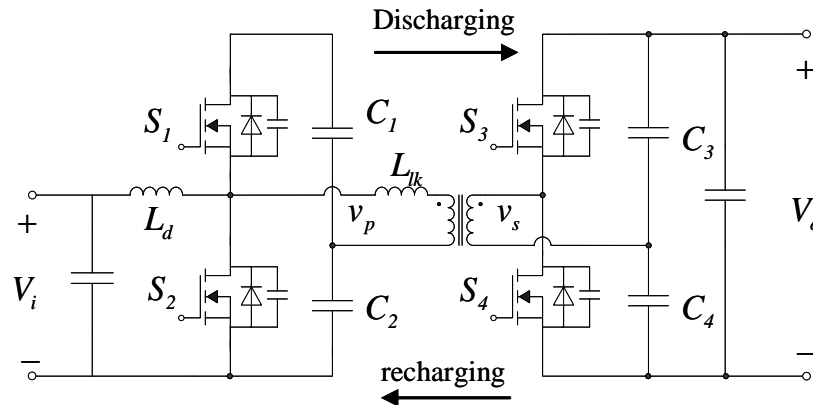 Discharging
S1
C1
S3
C3
Llk
+
+
Ld
vp
vs
Vi
S2
C2
S4
C4
−
−
recharging